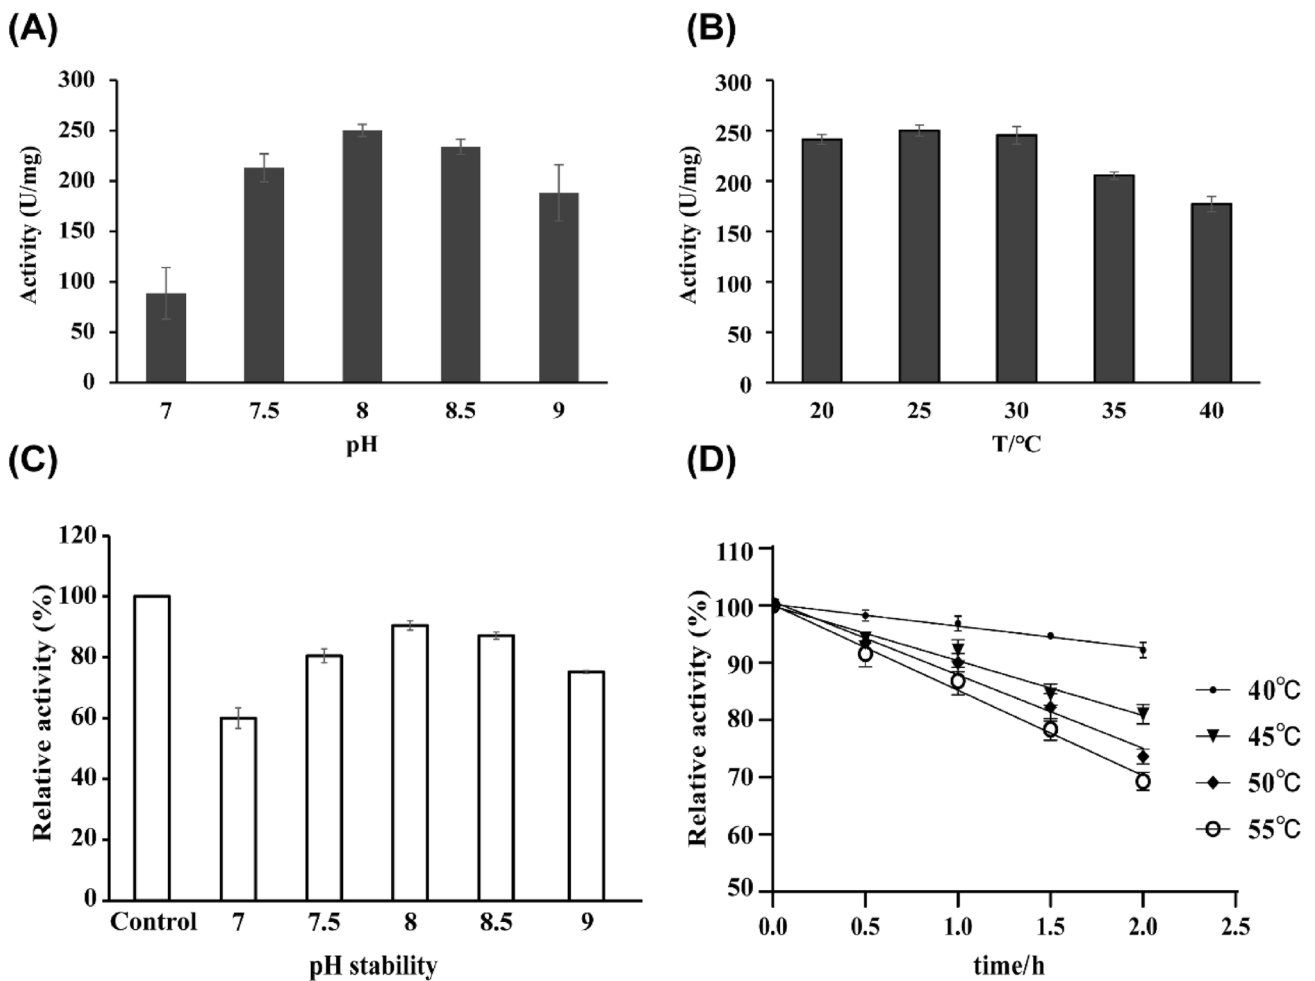 (A)
300
250
200
150
100
50
0
Activity (U/mg)
7 7.5 8 8.5 9
pH
(B)
300
250
200
150
100
50
0
Activity (U/mg)
20 25 30 35 40
T/℃
(C)
120
100
80
60
40
20
0
Relative activity (%)
Control 7 7.5 8 8.5 9
pH stability
(D)
110
100
90
80
70
60
50
Relative activity (%)
0.0 0.5 1.0 1.5 2.0 2.5
time/h
40℃
45℃
50℃
55℃